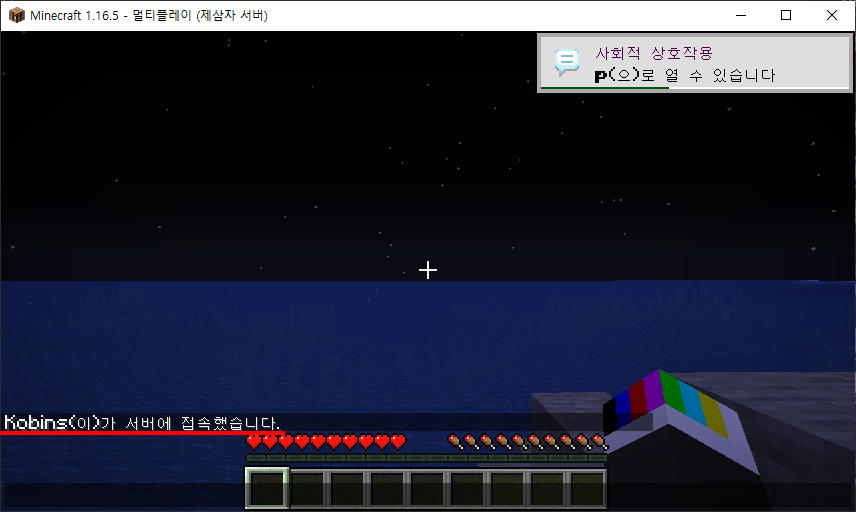 Minecraft 1.16.5 - 멀티플레이 (제삼자 서버)
사회적 상호작용
P(으)로 열 수 있습니다
Kobins(이)가 서버에 접속했습니다.